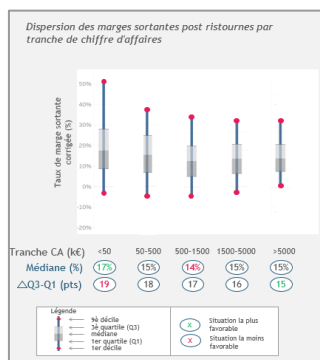 Dispersion des marges sortantes post ristournes par
tranche de chiffre d'affaires
Taux de marge sortante
corrigée (%)
50%
40%
30%
20%
10%
0%
-10%
-20%
Tranche CA (k€) <50 50-500 500-1500 1500-5000 >5000
Médiane (%) 17% 15% 14% 15% 15%
△Q3-Q1 (pts) 19 18 17 16 15
Légende
9è décile
3è quartile (Q3)
médiane
1er quartile (Q1)
1er décile
x Situation la plus
favorable
x Situation la moins
favorable